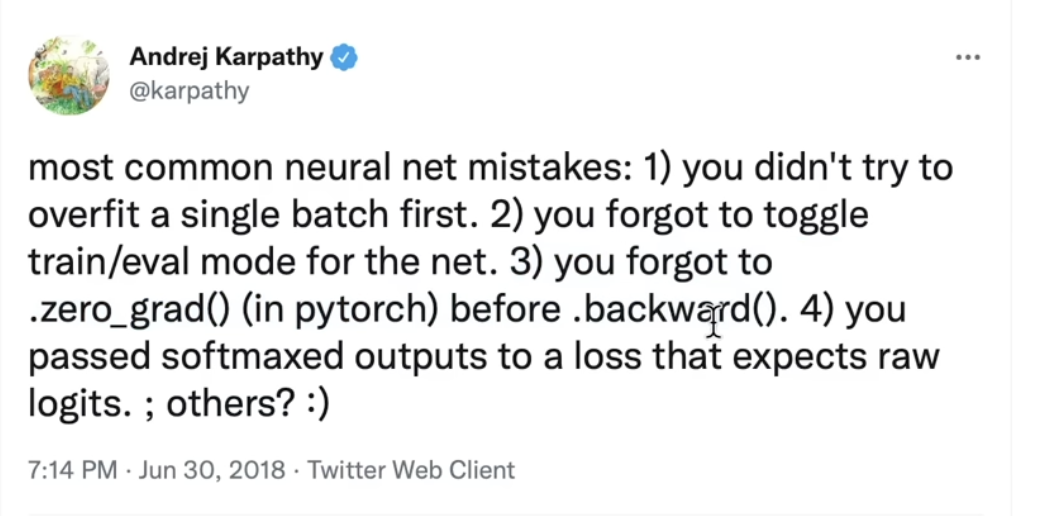 Andrej Karpathy
@karpathy
most common neural net mistakes: 1) you didn't try to
overfit a single batch first. 2) you forgot to toggle
train/eval mode for the net. 3) you forgot to
.zero_grad() (in pytorch) before .backward(). 4) you
passed softmaxed outputs to a loss that expects raw
logits. ; others? :)
7:14 PM · Jun 30, 2018 · Twitter Web Client